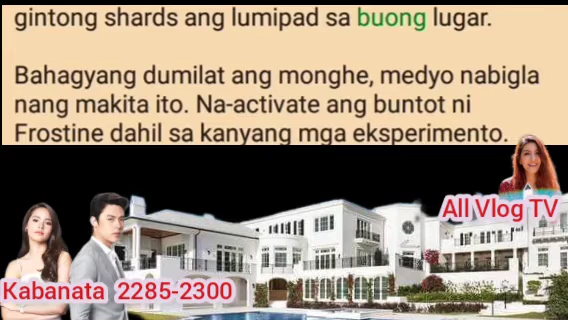 gintong shards ang lumipad sa buong lugar.
Bahagyang dumilat ang monghe, medyo nabigla
nang makita ito. Na-activate ang buntot ni
Frostine dahil sa kanyang mga eksperimento.
All Vlog TV
Kabanata 2285-2300